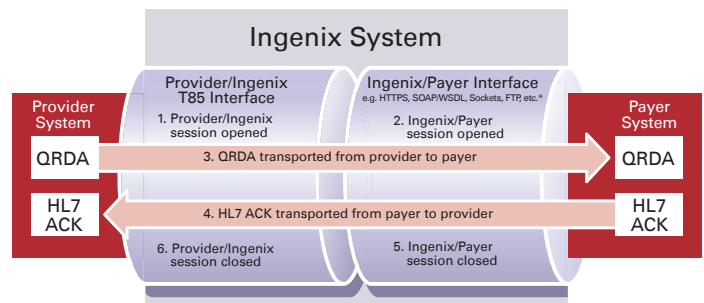 Ingenix System
Provider/Ingenix
T85 Interface
Ingenix/Payer Interface
e.g. HTTPS, SOAP/WSDL, Sockets, FTP, etc.*
Provider
System
Payer
System
1. Provider/Ingenix
session opened
2. Ingenix/Payer
session opened
QRDA
3. QRDA transported from provider to payer
QRDA
HL7
ACK
4. HL7 ACK transported from payer to provider
HL7
ACK
6. Provider/Ingenix
session closed
5. Ingenix/Payer
session closed